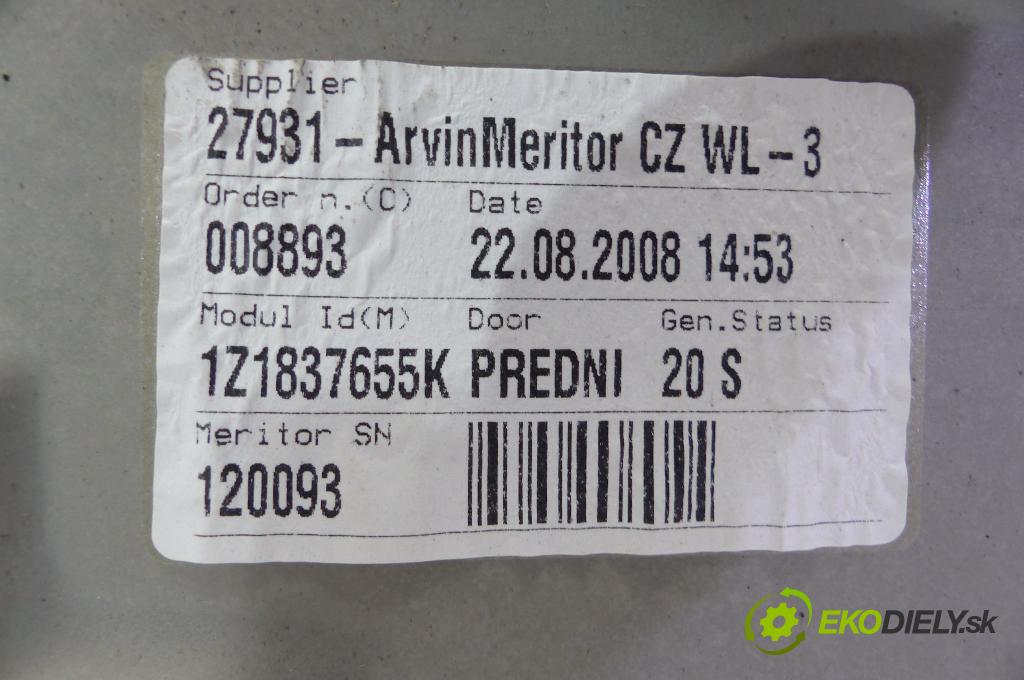 Supplier
27931 - ArvinMeritor CZ WL - 3
Order n.(C) Date
008893 22.08.2008 14:53
Modul Id(M) Door Gen.Status
1Z1837655K PREDNI 20 S
Meritor SN
120093
EKODIELY.sk